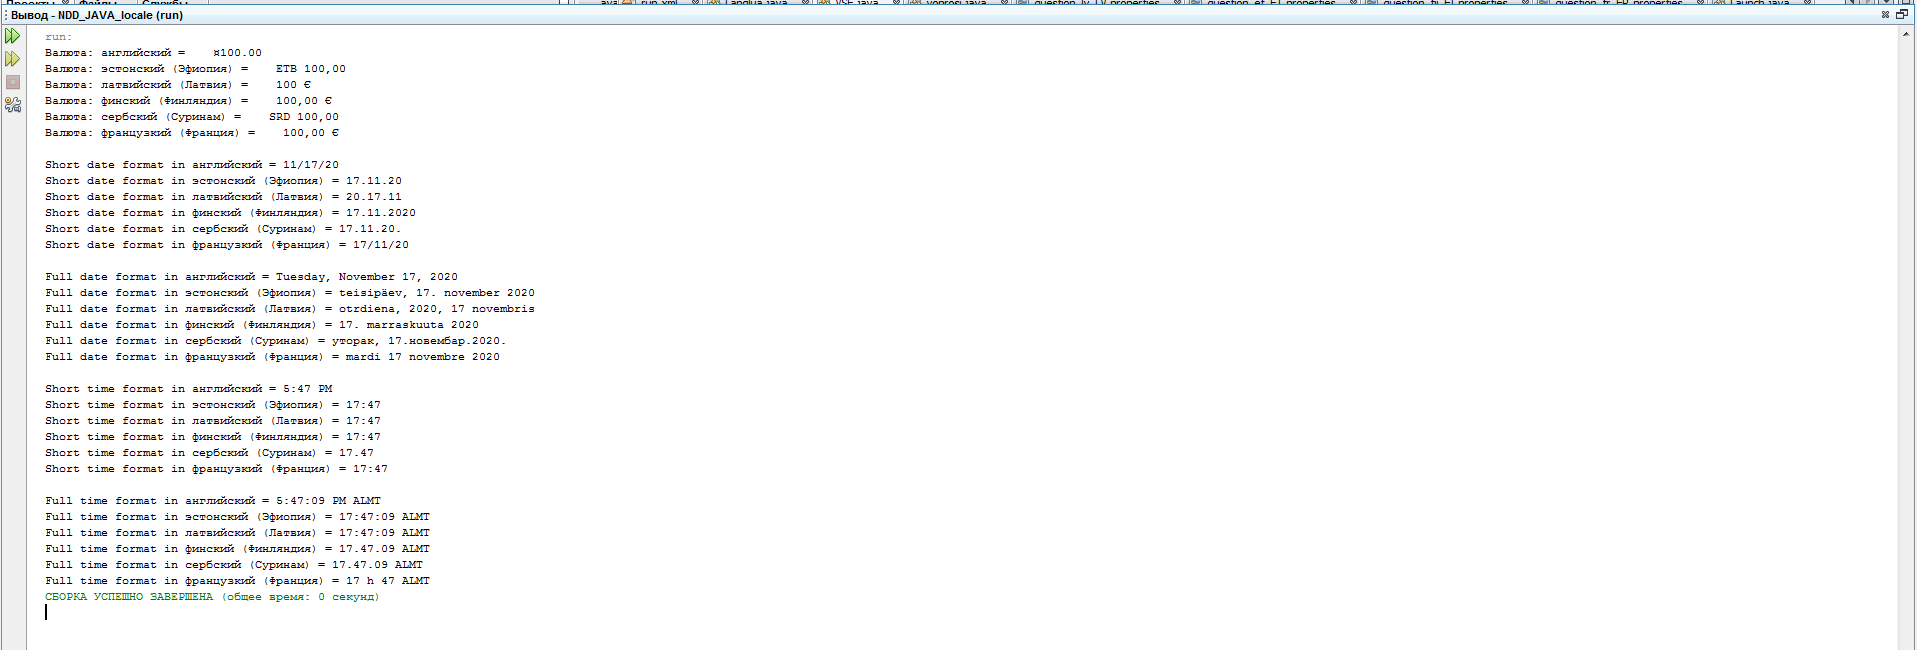 Вывод - NDD_JAVA_locale (run)
run:
Валюта: английский =    ¤100.00
Валюта: эстонский (Эфиопия) =    ETB 100,00
Валюта: латвийский (Латвия) =    100 €
Валюта: финский (Финляндия) =    100,00 €
Валюта: сербский (Суринам) =    SRD 100,00
Валюта: французкий (Франция) =    100,00 €
Short date format in английский = 11/17/20
Short date format in эстонский (Эфиопия) = 17.11.20
Short date format in латвийский (Латвия) = 20.17.11
Short date format in финский (Финляндия) = 17.11.2020
Short date format in сербский (Суринам) = 17.11.20.
Short date format in французкий (Франция) = 17/11/20
Full date format in английский = Tuesday, November 17, 2020
Full date format in эстонский (Эфиопия) = teisipäev, 17. november 2020
Full date format in латвийский (Латвия) = otrdiena, 2020, 17 novembris
Full date format in финский (Финляндия) = 17. marraskuuta 2020
Full date format in сербский (Суринам) = уторак, 17.новембар.2020.
Full date format in французкий (Франция) = mardi 17 novembre 2020
Short time format in английский = 5:47 PM
Short time format in эстонский (Эфиопия) = 17:47
Short time format in латвийский (Латвия) = 17:47
Short time format in финский (Финляндия) = 17:47
Short time format in сербский (Суринам) = 17.47
Short time format in французкий (Франция) = 17:47
Full time format in английский = 5:47:09 PM ALMT
Full time format in эстонский (Эфиопия) = 17:47:09 ALMT
Full time format in латвийский (Латвия) = 17:47:09 ALMT
Full time format in финский (Финляндия) = 17.47.09 ALMT
Full time format in сербский (Суринам) = 17.47.09 ALMT
Full time format in французкий (Франция) = 17 h 47 ALMT
СБОРКА УСПЕШНО ЗАВЕРШЕНА (общее время: 0 секунд)